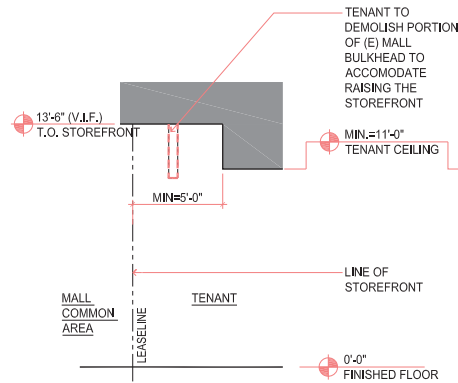 TENANT TO
DEMOLISH PORTION
OF (E) MALL
BULKHEAD TO
ACCOMODATE
RAISING THE
STOREFRONT
13'-6" (V.I.F.)
T.O. STOREFRONT
MIN.=11'-0"
TENANT CEILING
MIN=5'-0"
LINE OF
STOREFRONT
MALL
COMMON
AREA
LEASELINE
TENANT
0'-0"
FINISHED FLOOR